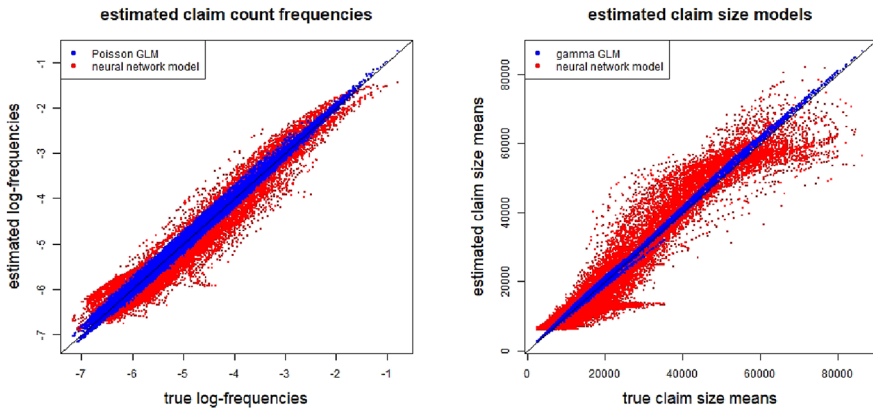 estimated claim count frequencies
Poisson GLM
neural network model
estimated log-frequencies
-1
-2
-3
-4
-5
-6
-7
-7 -6 -5 -4 -3 -2 -1
true log-frequencies
estimated claim size models
gamma GLM
neural network model
estimated claim size means
80000
60000
40000
20000
0
0 20000 40000 60000 80000
true claim size means